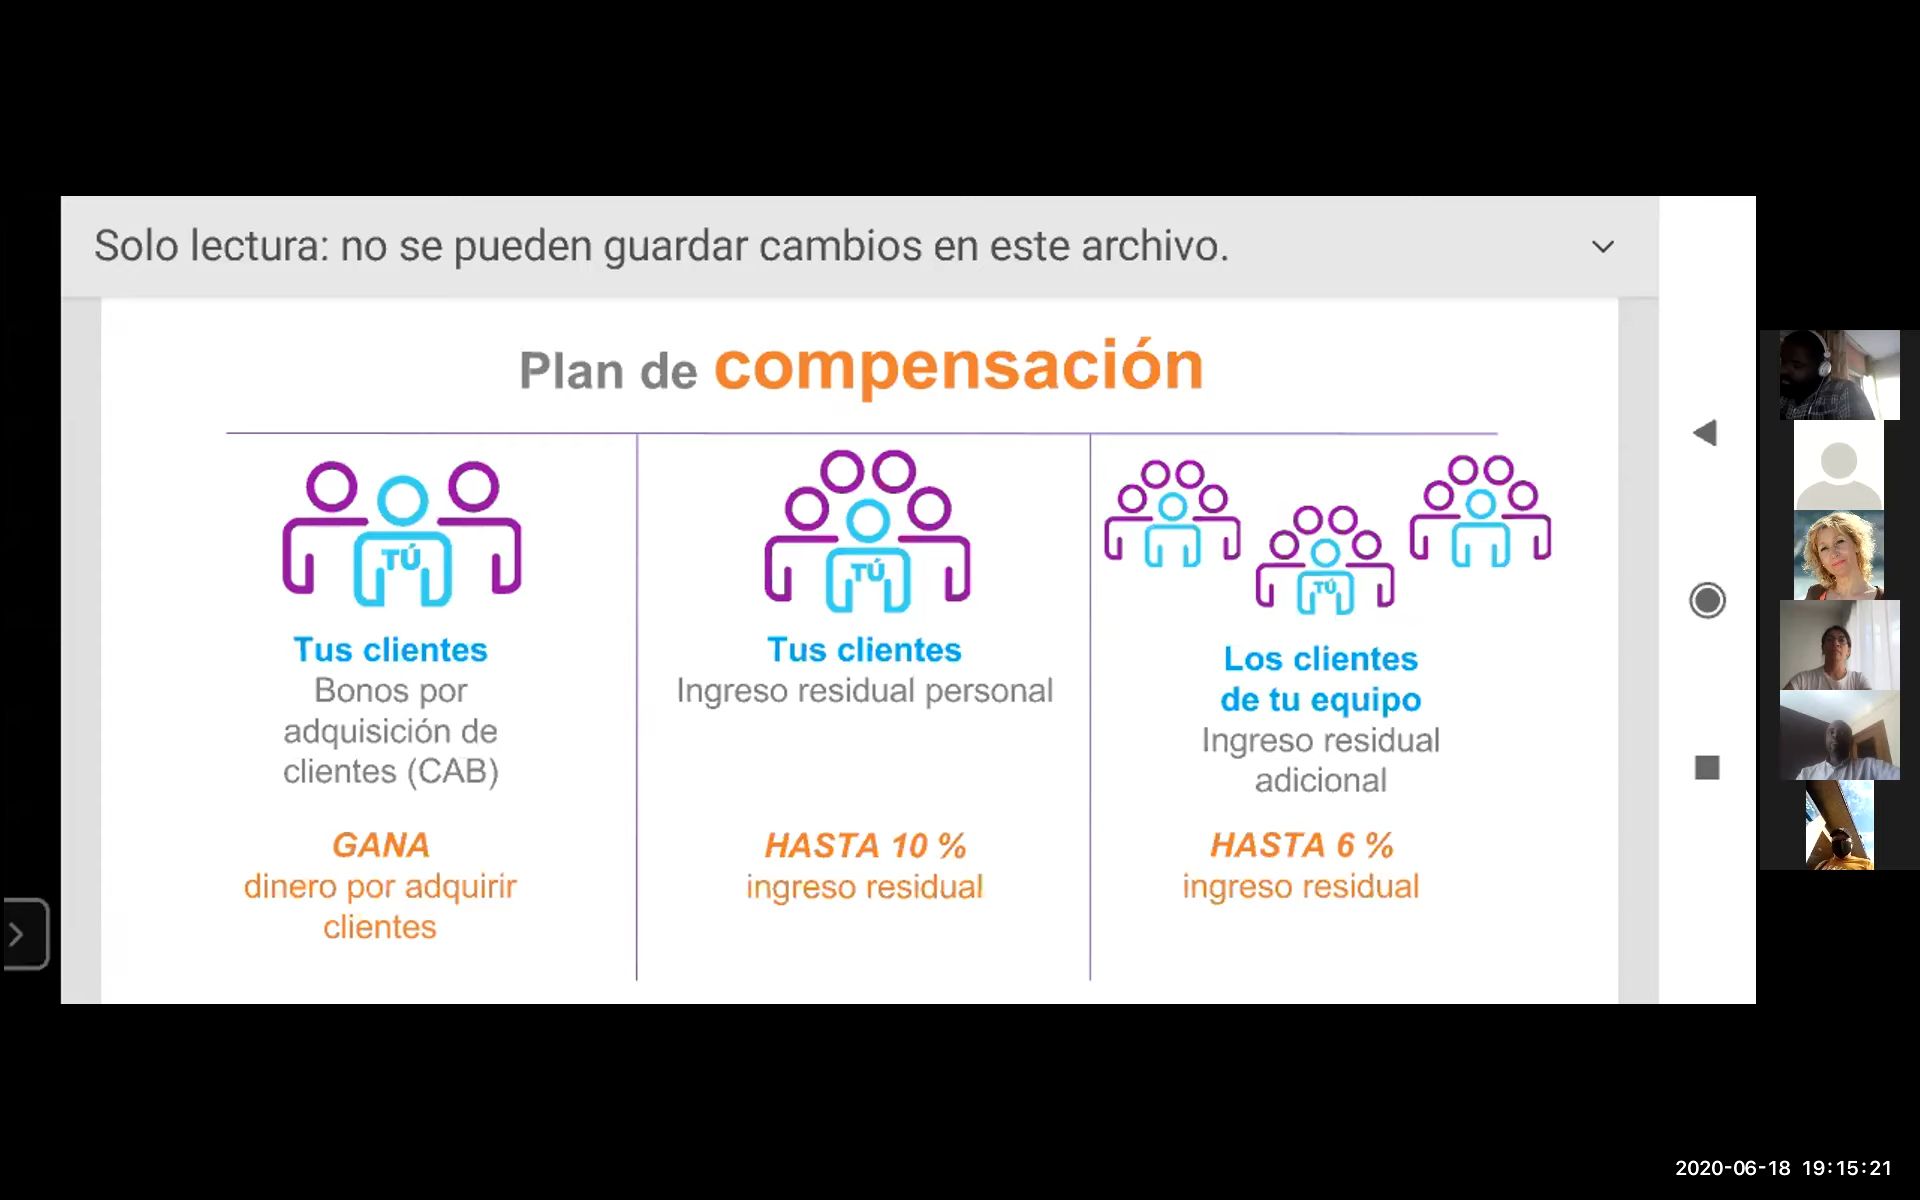 Solo lectura: no se pueden guardar cambios en este archivo.
Plan de compensación
TÚ
Tus clientes
Bonos por
adquisición de
clientes (CAB)
GANA
dinero por adquirir
clientes
TÚ
Tus clientes
Ingreso residual personal
HASTA 10 %
ingreso residual
TÚ
Los clientes
de tu equipo
Ingreso residual
adicional
HASTA 6 %
ingreso residual
2020-06-18 19:15:21